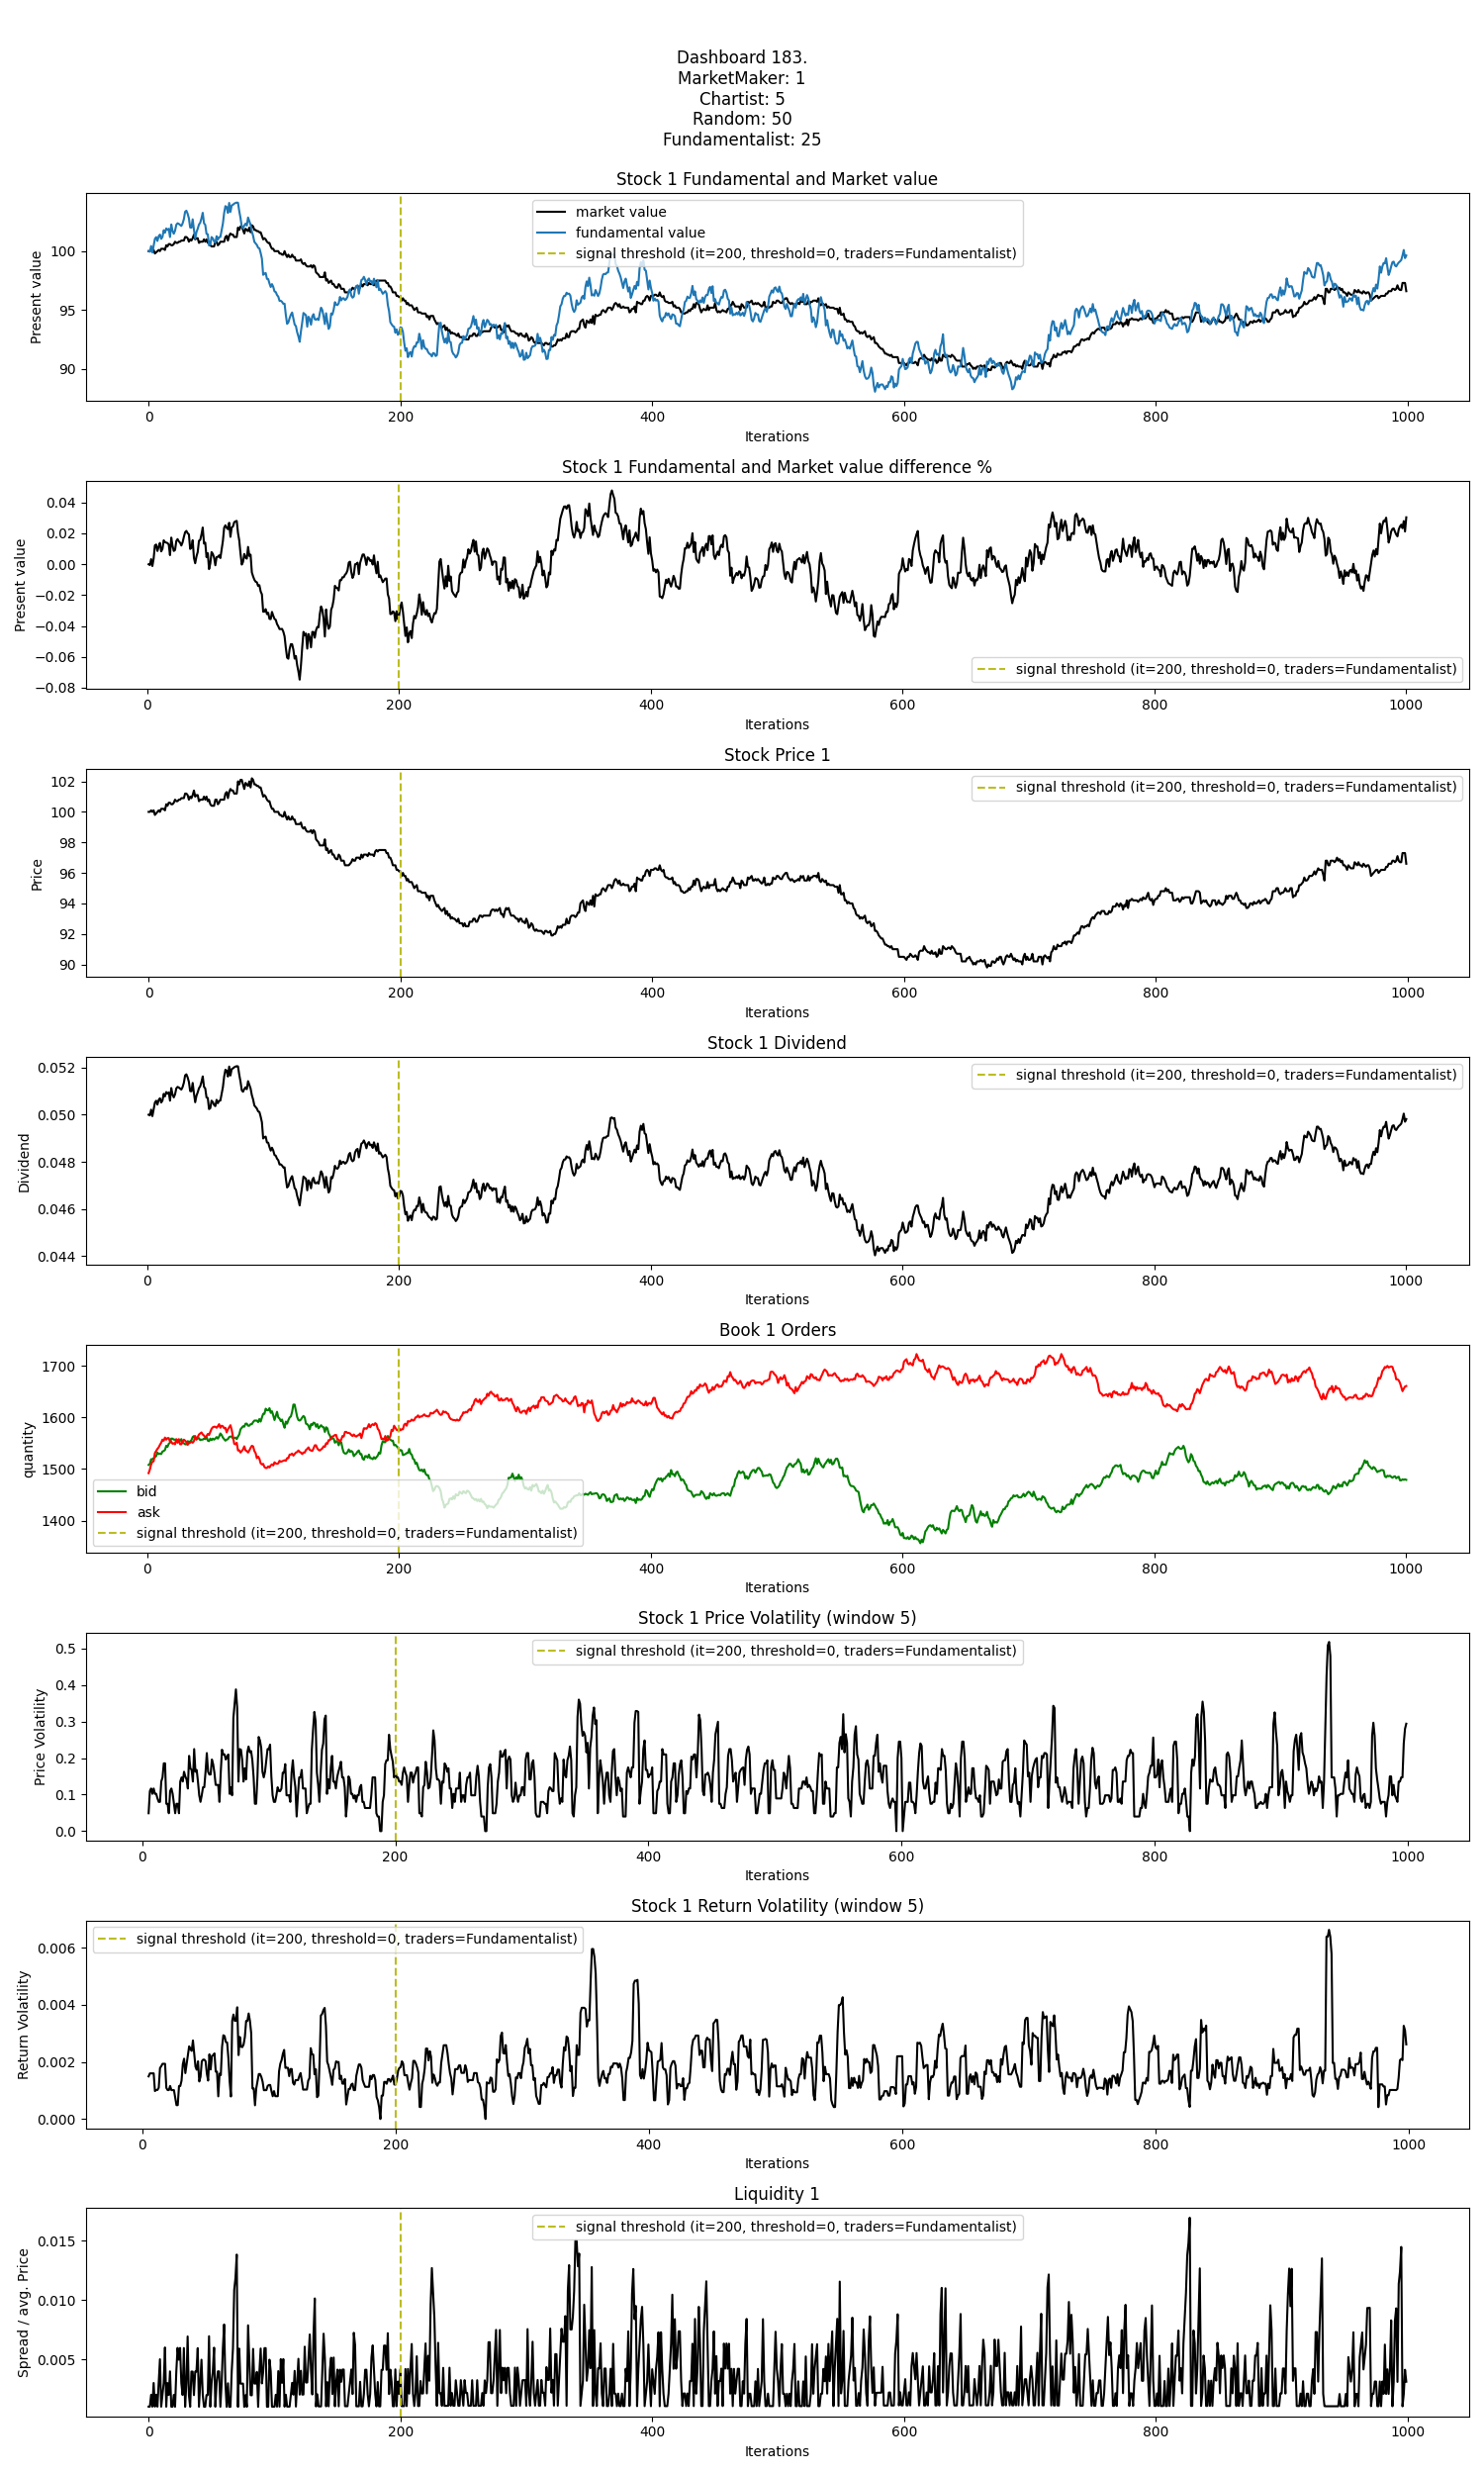 Dashboard 183.
MarketMaker: 1
Chartist: 5
Random: 50
Fundamentalist: 25
Stock 1 Fundamental and Market value
Present value
100
95
90
market value
fundamental value
signal threshold (it=200, threshold=0, traders=Fundamentalist)
0 200 400 600 800 1000
Iterations
Stock 1 Fundamental and Market value difference %
Present value
0.04
0.02
0.00
−0.02
−0.04
−0.06
−0.08
signal threshold (it=200, threshold=0, traders=Fundamentalist)
0 200 400 600 800 1000
Iterations
Stock Price 1
Price
102
100
98
96
94
92
90
signal threshold (it=200, threshold=0, traders=Fundamentalist)
0 200 400 600 800 1000
Iterations
Stock 1 Dividend
Dividend
0.052
0.050
0.048
0.046
0.044
signal threshold (it=200, threshold=0, traders=Fundamentalist)
0 200 400 600 800 1000
Iterations
Book 1 Orders
quantity
1700
1600
1500
1400
bid
ask
signal threshold (it=200, threshold=0, traders=Fundamentalist)
0 200 400 600 800 1000
Iterations
Stock 1 Price Volatility (window 5)
Price Volatility
0.5
0.4
0.3
0.2
0.1
0.0
signal threshold (it=200, threshold=0, traders=Fundamentalist)
0 200 400 600 800 1000
Iterations
Stock 1 Return Volatility (window 5)
Return Volatility
0.006
0.004
0.002
0.000
signal threshold (it=200, threshold=0, traders=Fundamentalist)
0 200 400 600 800 1000
Iterations
Liquidity 1
Spread / avg. Price
0.015
0.010
0.005
signal threshold (it=200, threshold=0, traders=Fundamentalist)
0 200 400 600 800 1000
Iterations